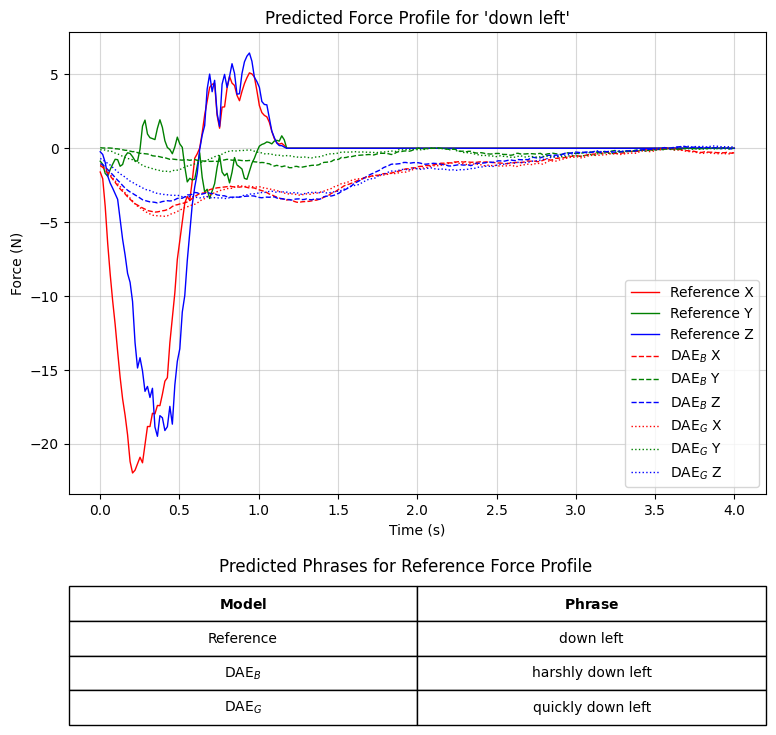 Predicted Force Profile for 'down left'
Force (N)
5
0
−5
−10
−15
−20
Reference X
Reference Y
Reference Z
DAE_B X
DAE_B Y
DAE_B Z
DAE_G X
DAE_G Y
DAE_G Z
0.0 0.5 1.0 1.5 2.0 2.5 3.0 3.5 4.0
Time (s)
Predicted Phrases for Reference Force Profile
Model Phrase
Reference down left
DAE_B harshly down left
DAE_G quickly down left